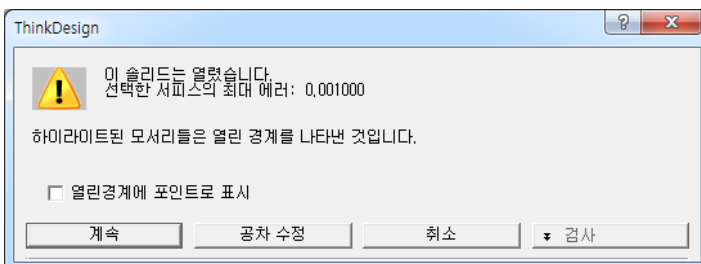 ThinkDesign
이 솔리드는 열렸습니다.
선택한 서피스의 최대 에러: 0,001000
하이라이트된 모서리들은 열린 경계를 나타낸 것입니다.
열린경계에 포인트로 표시
계속 공차 수정 취소 검사